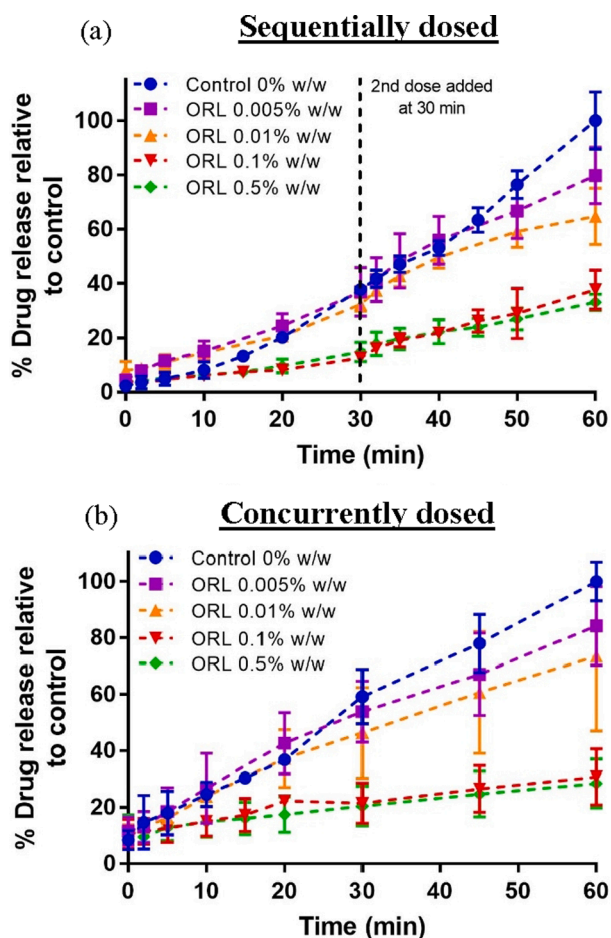 (a) Sequentially dosed
Control 0% w/w
ORL 0.005% w/w
ORL 0.01% w/w
ORL 0.1% w/w
ORL 0.5% w/w
2nd dose added
at 30 min
% Drug release relative
to control
100
80
60
40
20
0
0 10 20 30 40 50 60
Time (min)
(b) Concurrently dosed
Control 0% w/w
ORL 0.005% w/w
ORL 0.01% w/w
ORL 0.1% w/w
ORL 0.5% w/w
% Drug release relative
to control
100
80
60
40
20
0
0 10 20 30 40 50 60
Time (min)